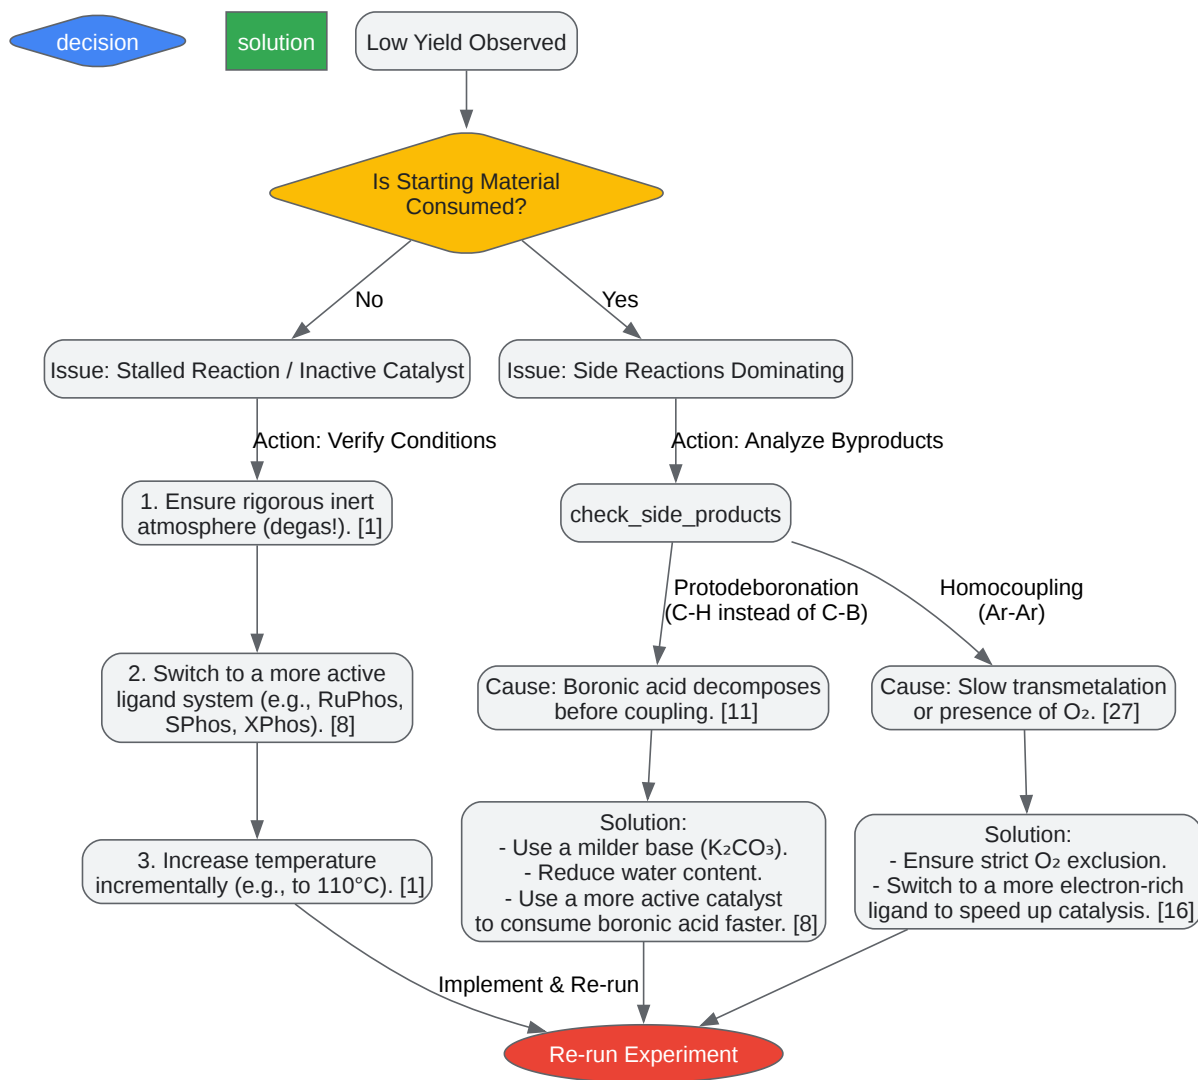 decision
solution
Low Yield Observed
Is Starting Material
Consumed?
No
Yes
Issue: Stalled Reaction / Inactive Catalyst
Issue: Side Reactions Dominating
Action: Verify Conditions
Action: Analyze Byproducts
1. Ensure rigorous inert
atmosphere (degas!). [1]
check_side_products
Protodeboronation
(C-H instead of C-B)
Homocoupling
(Ar-Ar)
2. Switch to a more active
ligand system (e.g., RuPhos,
SPhos, XPhos). [8]
Cause: Boronic acid decomposes
before coupling. [11]
Cause: Slow transmetalation
or presence of O₂. [27]
3. Increase temperature
incrementally (e.g., to 110°C). [1]
Solution:
- Use a milder base (K₂CO₃).
- Reduce water content.
- Use a more active catalyst
to consume boronic acid faster. [8]
Solution:
- Ensure strict O₂ exclusion.
- Switch to a more electron-rich
ligand to speed up catalysis. [16]
Implement & Re-run
Re-run Experiment